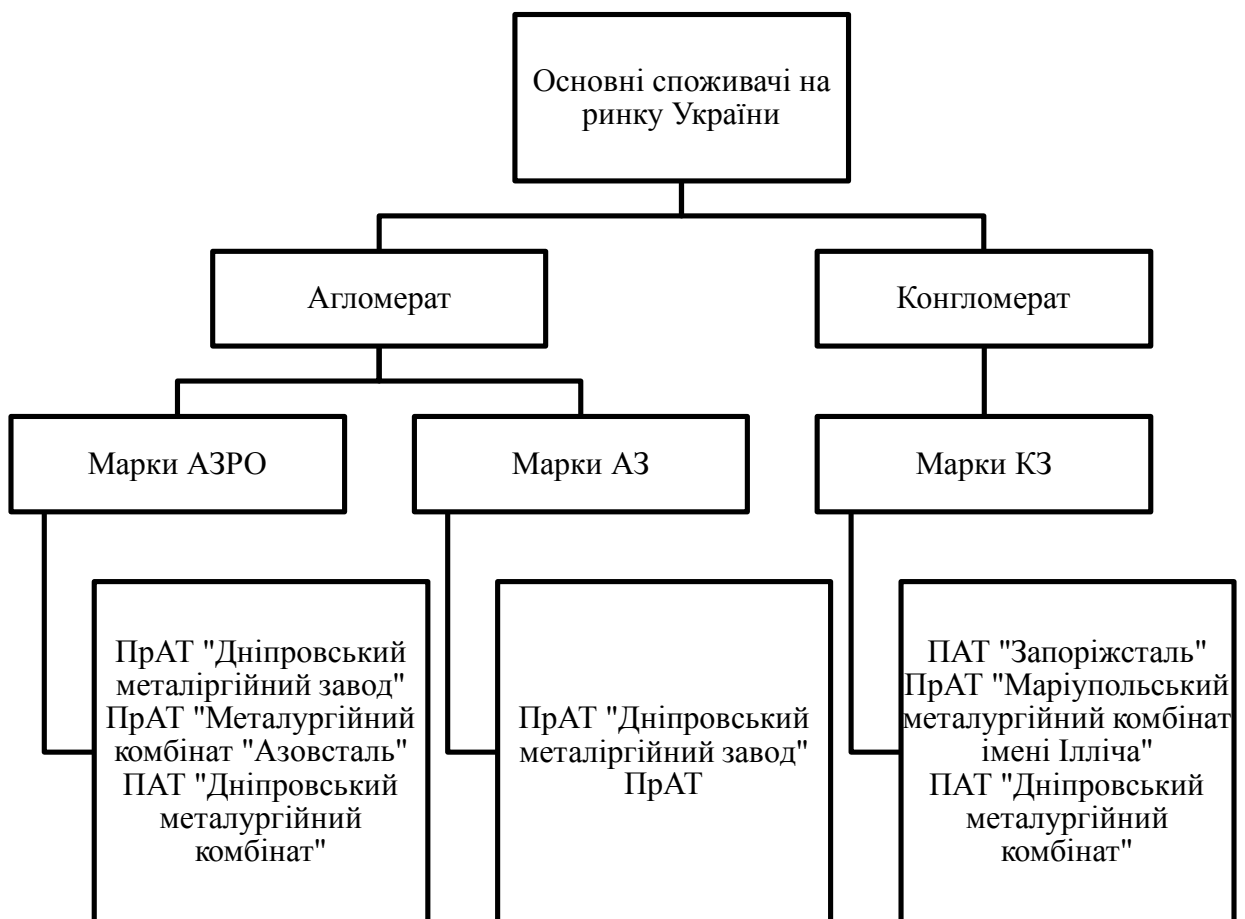 Основні споживачі на
ринку України
Агломерат
Конгломерат
Марки АЗРО
Марки АЗ
Марки КЗ
ПрАТ "Дніпровський
металіргійний завод"
ПрАТ "Металургійний
комбінат "Азовсталь"
ПАТ "Дніпровський
металургійний
комбінат"
ПрАТ "Дніпровський
металіргійний завод"
ПрАТ
ПАТ "Запоріжсталь"
ПрАТ "Маріупольський
металургійний комбінат
імені Ілліча"
ПАТ "Дніпровський
металургійний
комбінат"